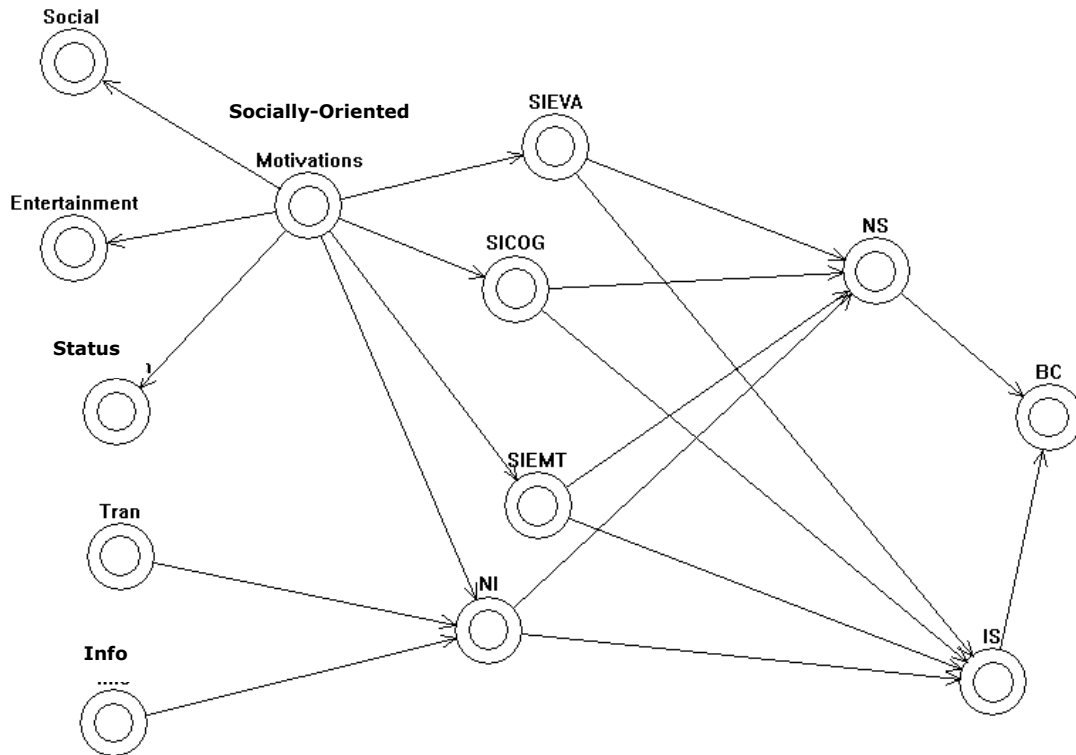 Social
Socially-Oriented
Motivations
SIEVA
Entertainment
SICOG
NS
Status
BC
SIEMT
Tran
NI
Info
IS